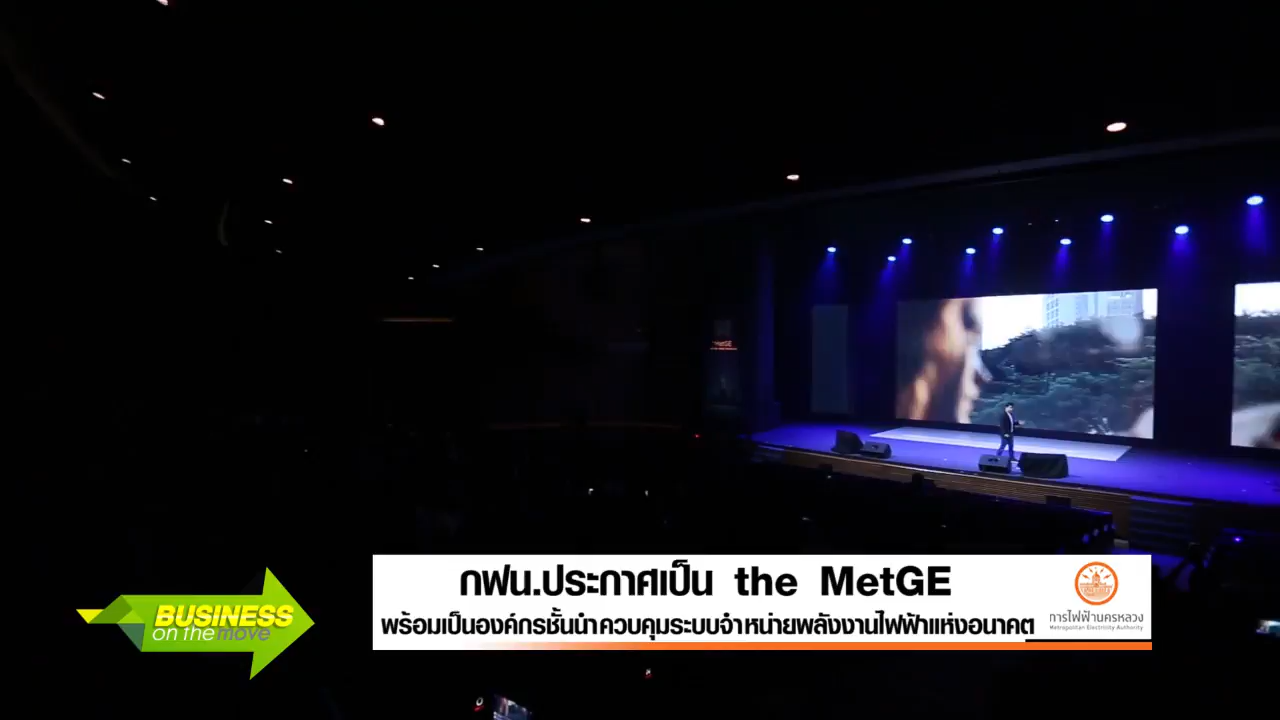 MetGE
กฟน.ประกาศเป็น the MetGE
พร้อมเป็นองค์กรชั้นนำ ควบคุมระบบจำหน่ายพลังงานไฟฟ้าแห่งอนาคต
การไฟฟ้านครหลวง
Metropolitan Electricity Authority
BUSINESS
on the move